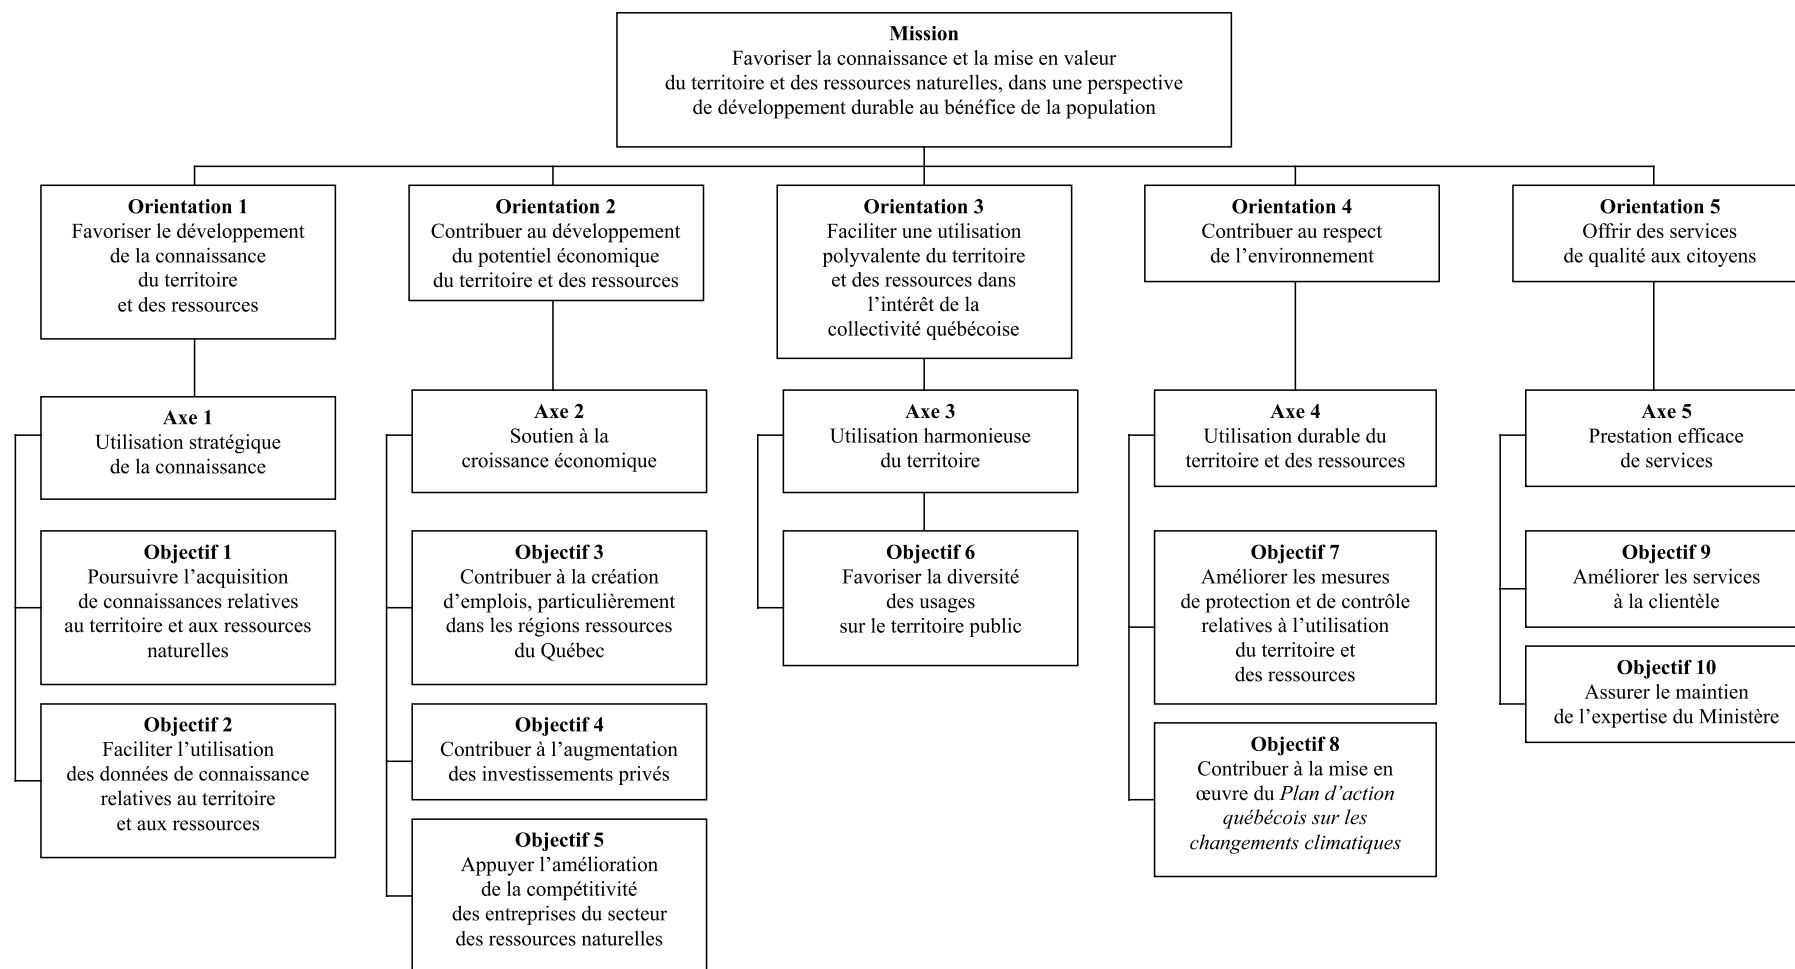 Mission
Favoriser la connaissance et la mise en valeur
du territoire et des ressources naturelles, dans une perspective
de développement durable au bénéfice de la population
Orientation 1
Favoriser le développement
de la connaissance
du territoire
et des ressources
Orientation 2
Contribuer au développement
du potentiel économique
du territoire et des ressources
Orientation 3
Faciliter une utilisation
polyvalente du territoire
et des ressources dans
l’intérêt de la
collectivité québécoise
Orientation 4
Contribuer au respect
de l’environnement
Orientation 5
Offrir des services
de qualité aux citoyens
Axe 1
Utilisation stratégique
de la connaissance
Axe 2
Soutien à la
croissance économique
Axe 3
Utilisation harmonieuse
du territoire
Axe 4
Utilisation durable du
territoire et des ressources
Axe 5
Prestation efficace
de services
Objectif 1
Poursuivre l’acquisition
de connaissances relatives
au territoire et aux ressources
naturelles
Objectif 2
Faciliter l’utilisation
des données de connaissance
relatives au territoire
et aux ressources
Objectif 3
Contribuer à la création
d’emplois, particulièrement
dans les régions ressources
du Québec
Objectif 4
Contribuer à l’augmentation
des investissements privés
Objectif 5
Appuyer l’amélioration
de la compétitivité
des entreprises du secteur
des ressources naturelles
Objectif 6
Favoriser la diversité
des usages
sur le territoire public
Objectif 7
Améliorer les mesures
de protection et de contrôle
relatives à l’utilisation
du territoire et
des ressources
Objectif 8
Contribuer à la mise en
œuvre du Plan d’action
québécois sur les
changements climatiques
Objectif 9
Améliorer les services
à la clientèle
Objectif 10
Assurer le maintien
de l’expertise du Ministère